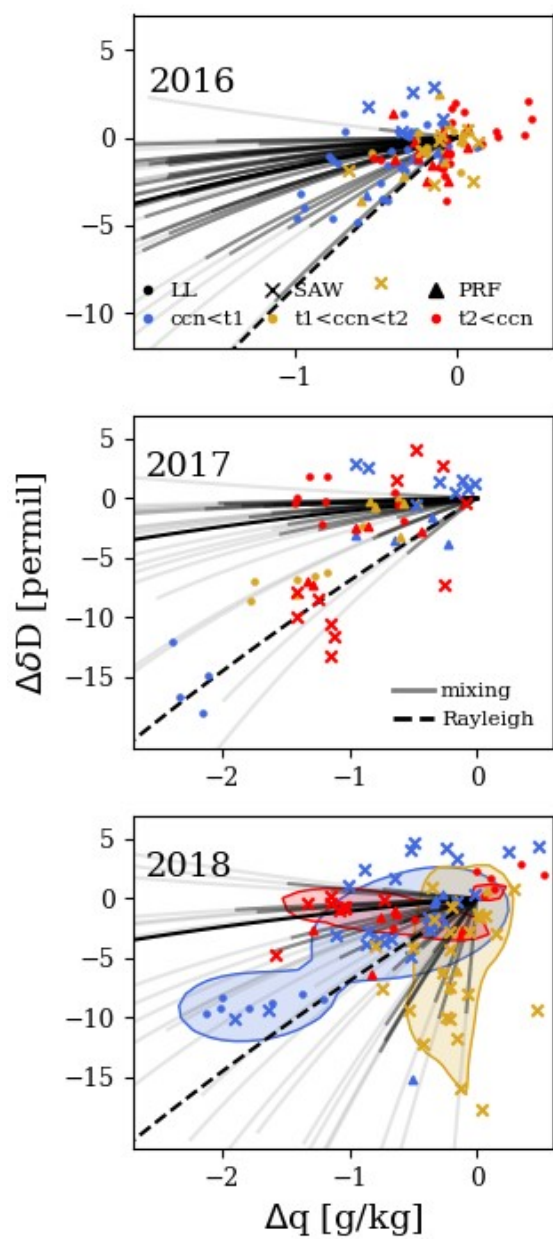 5
2016
0
−5
LL SAW PRF
ccn<t1 t1<ccn<t2 t2<ccn
−10
−1 0
5
2017
0
−5
−10
−15
mixing
Rayleigh
−2 −1 0
ΔδD [permil]
5
2018
0
−5
−10
−15
−2 −1 0
Δq [g/kg]